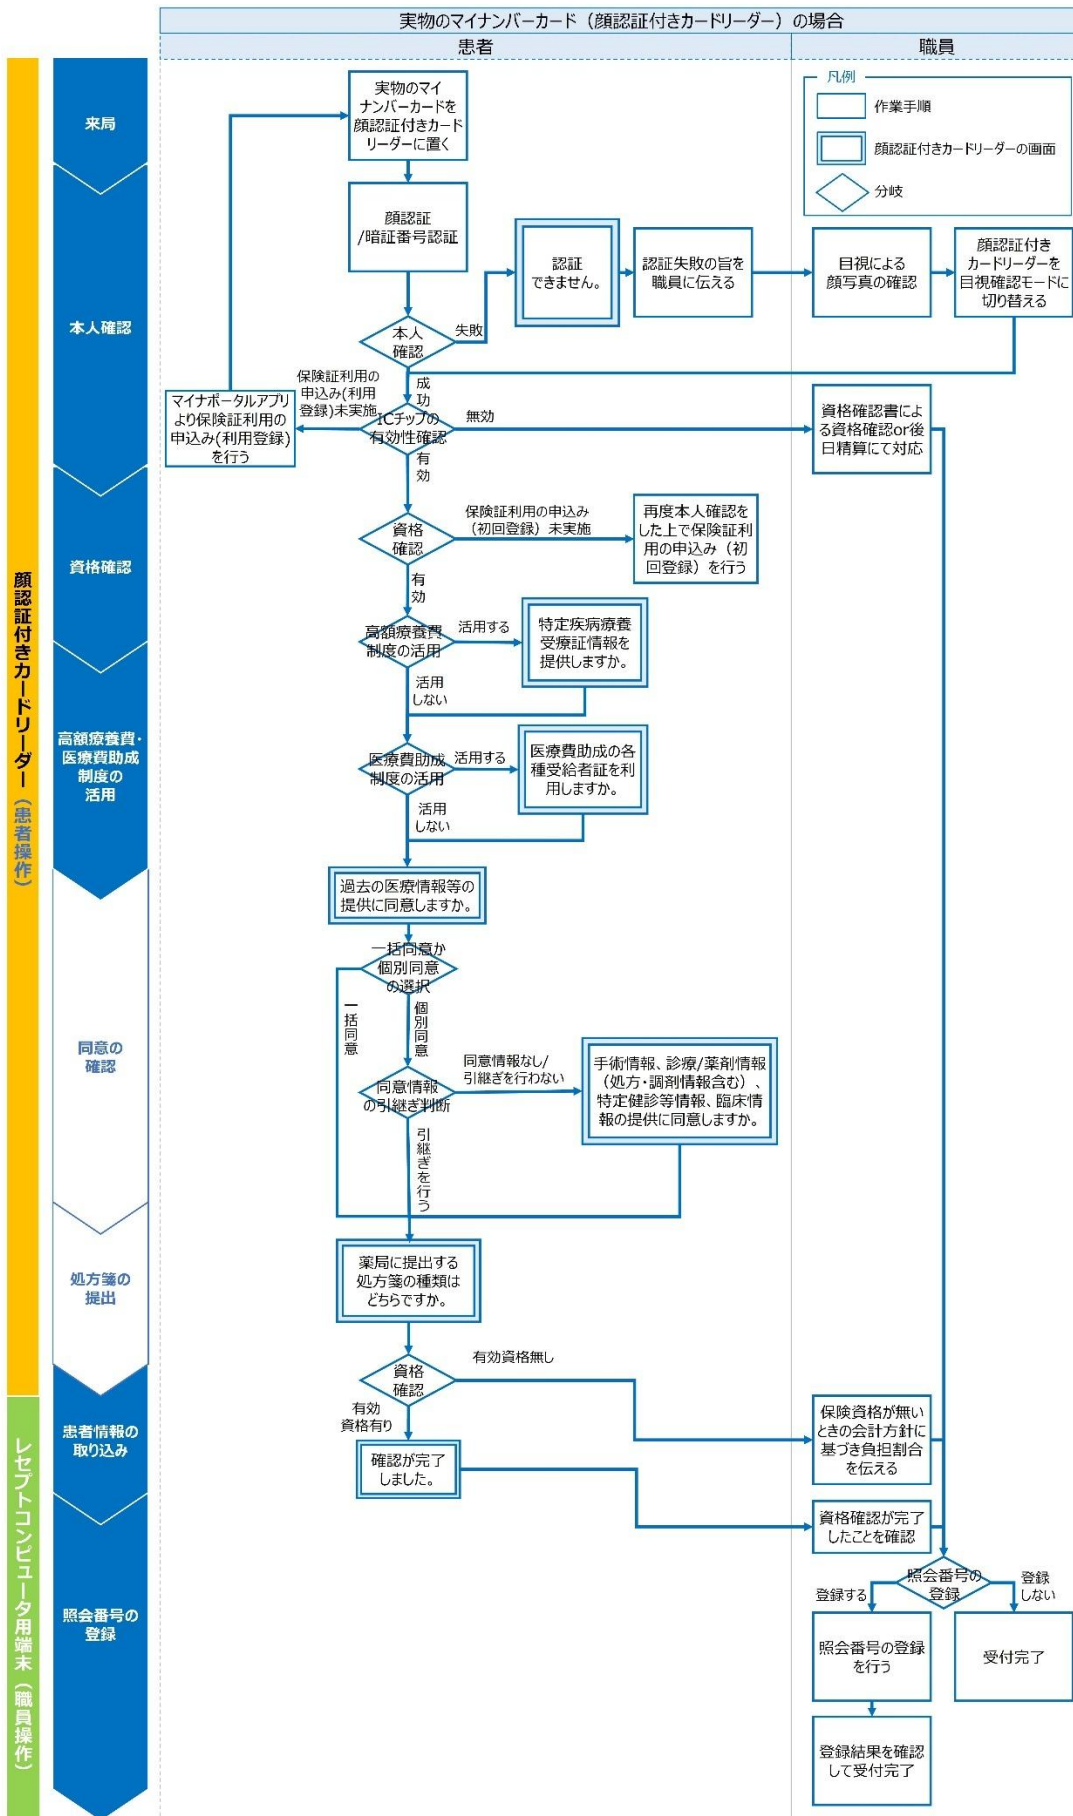 実物のマイナンバーカード（顔認証付きカードリーダー）の場合
患者
職員
顔認証付きカードリーダー（患者操作）
レセプトコンピュータ用端末（職員操作）
来局
本人確認
資格確認
高額療養費・
医療費助成
制度の
活用
同意の
確認
処方箋の
提出
患者情報の
取り込み
照会番号の
登録
凡例
作業手順
顔認証付きカードリーダーの画面
分岐
実物のマイ
ナンバーカードを
顔認証付きカード
リーダーに置く
顔認証
/暗証番号認証
本人
確認
失敗
認証
できません。
認証失敗の旨を
職員に伝える
目視による
顔写真の確認
顔認証付き
カードリーダーを
目視確認モードに
切り替える
成功
保険証利用の
申込み(利用
登録)未実施
マイナポータルアプリ
より保険証利用の
申込み(利用登録)
を行う
ICチップの
有効性確認
無効
資格確認書によ
る資格確認or後
日精算にて対応
有効
資格
確認
保険証利用の申込み
（初回登録）未実施
再度本人確認を
した上で保険証利
用の申込み（初
回登録）を行う
有効
高額療養費
制度の活用
活用する
特定疾病療養
受療証情報を
提供しますか。
活用
しない
医療費助成
制度の活用
活用する
医療費助成の各
種受給者証を利
用しますか。
活用
しない
過去の医療情報等の
提供に同意しますか。
一括同意か
個別同意
の選択
一括同意
個別同意
同意情報
の引継ぎ判断
同意情報なし/
引継ぎを行わない
手術情報、診療/薬剤情報
（処方・調剤情報含む）、
特定健診等情報、臨床情
報の提供に同意しますか。
引継ぎを行う
薬局に提出する
処方箋の種類は
どちらですか。
資格
確認
有効資格無し
保険資格が無い
ときの会計方針に
基づき負担割合
を伝える
有効
資格有り
確認が完了
しました。
資格確認が完了
したことを確認
照会番号の
登録
登録する
登録
しない
照会番号の登録
を行う
受付完了
登録結果を確認
して受付完了